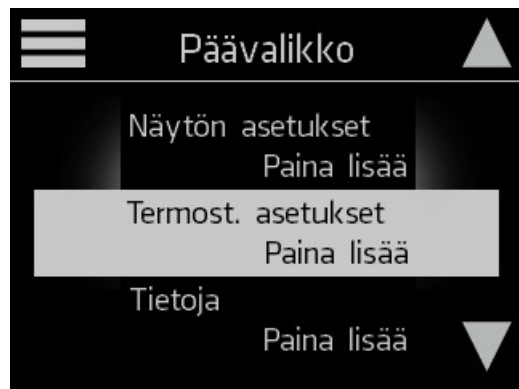 Päävalikko
Näytön asetukset
Paina lisää
Termost. asetukset
Paina lisää
Tietoja
Paina lisää